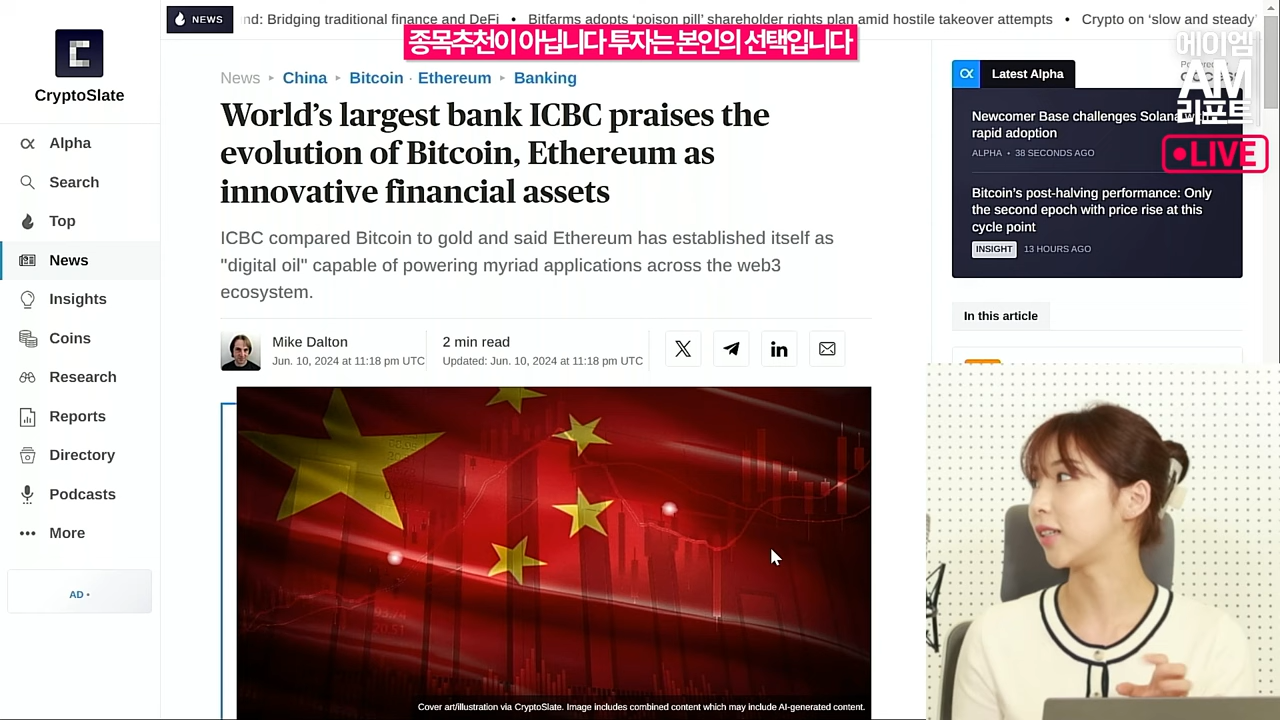 NEWS
nd: Bridging traditional finance and DeFi • Bitfarms adopts ‘poison pill’ shareholder rights plan amid hostile takeover attempts • Crypto on ‘slow and steady’
종목추천이 아닙니다 투자는 본인의 선택입니다
에이엠
AM
리포트
LIVE
CryptoSlate
Alpha
Search
Top
News
Insights
Coins
Research
Reports
Directory
Podcasts
More
AD
News ▸ China ▸ Bitcoin · Ethereum ▸ Banking
World’s largest bank ICBC praises the
evolution of Bitcoin, Ethereum as
innovative financial assets
ICBC compared Bitcoin to gold and said Ethereum has established itself as
"digital oil" capable of powering myriad applications across the web3
ecosystem.
Mike Dalton
Jun. 10, 2024 at 11:18 pm UTC
2 min read
Updated: Jun. 10, 2024 at 11:18 pm UTC
Cover art/illustration via CryptoSlate. Image includes combined content which may include AI-generated content.
Latest Alpha
Newcomer Base challenges Solana with
rapid adoption
ALPHA • 38 SECONDS AGO
Bitcoin’s post-halving performance: Only
the second epoch with price rise at this
cycle point
INSIGHT 13 HOURS AGO
In this article